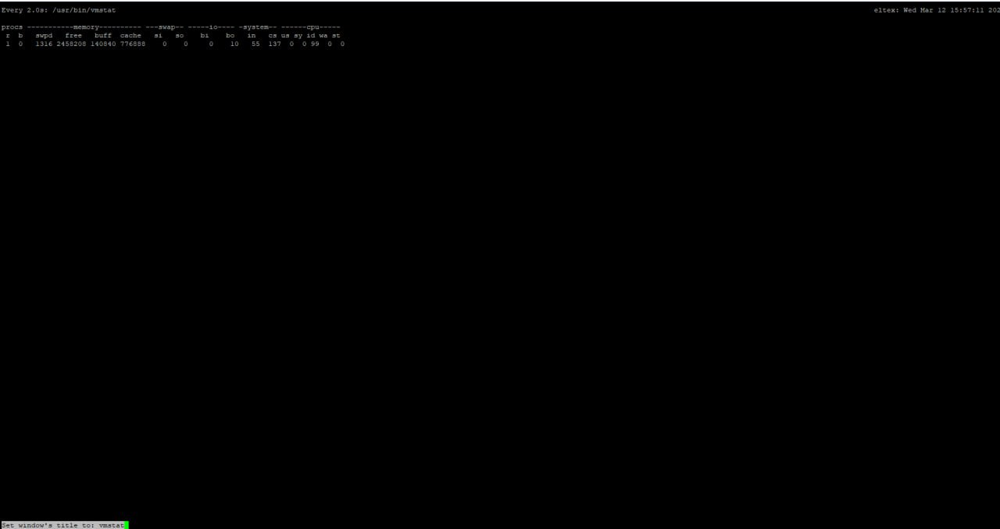 Every 2.0s: /usr/bin/vmstat eltex: Wed Mar 12 15:57:11 202
procs -----------memory---------- ---swap-- -----io---- -system-- ------cpu-----
 r  b   swpd   free   buff  cache   si   so    bi    bo   in   cs us sy id wa st
 1  0   1316 2458208 140840 776888    0    0     0    10   55  137  0  0 99  0  0
Set window's title to: vmstat